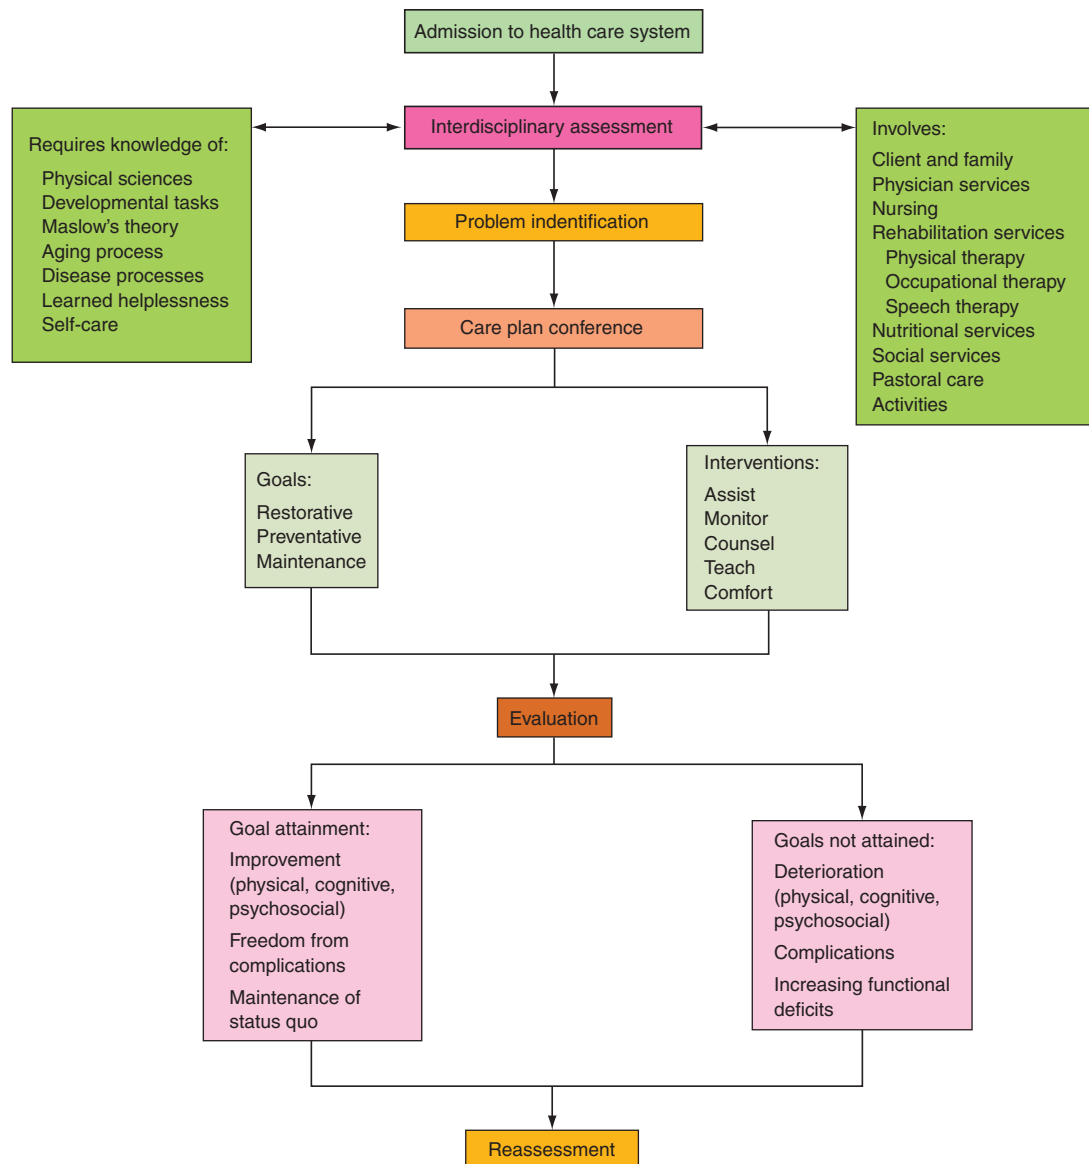 Admission to health care system
Interdisciplinary assessment
Requires knowledge of:
Physical sciences
Developmental tasks
Maslow's theory
Aging process
Disease processes
Learned helplessness
Self-care
Involves:
Client and family
Physician services
Nursing
Rehabilitation services
Physical therapy
Occupational therapy
Speech therapy
Nutritional services
Social services
Pastoral care
Activities
Problem indentification
Care plan conference
Goals:
Restorative
Preventative
Maintenance
Interventions:
Assist
Monitor
Counsel
Teach
Comfort
Evaluation
Goal attainment:
Improvement
(physical, cognitive,
psychosocial)
Freedom from
complications
Maintenance of
status quo
Goals not attained:
Deterioration
(physical, cognitive,
psychosocial)
Complications
Increasing functional
deficits
Reassessment